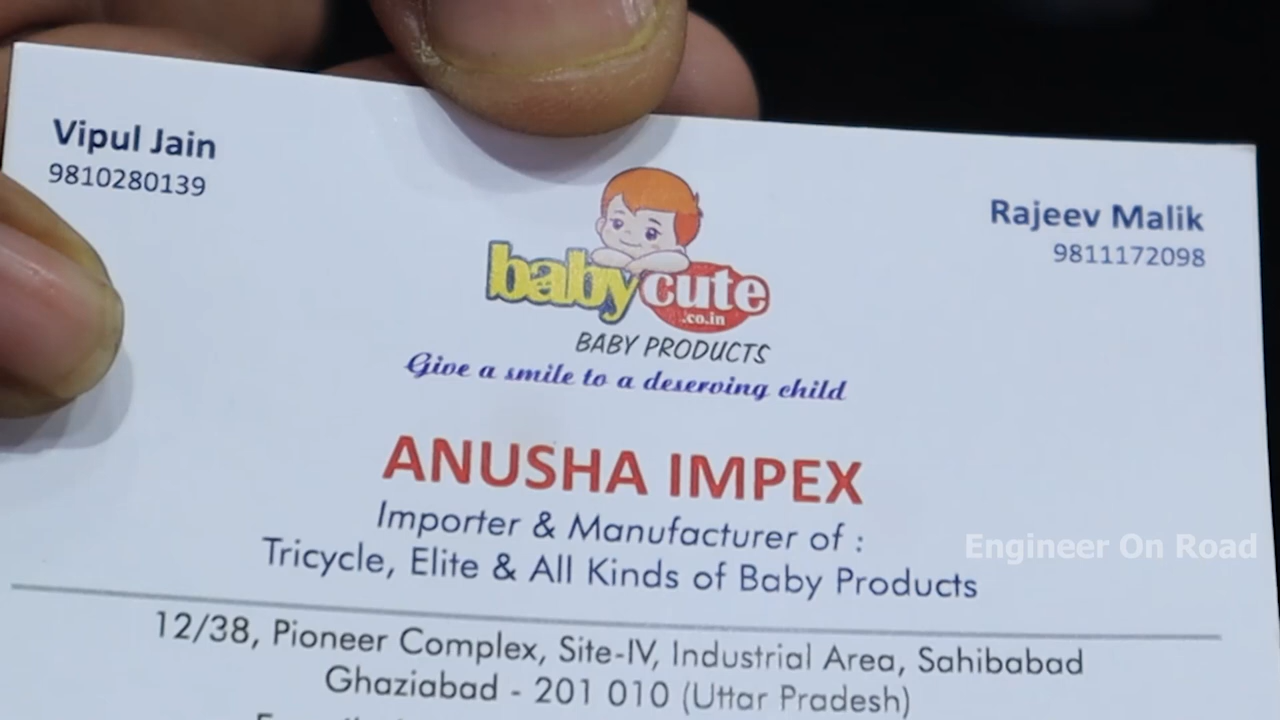 Vipul Jain
9810280139
Rajeev Malik
9811172098
babycute
.co.in
BABY PRODUCTS
Give a smile to a deserving child
ANUSHA IMPEX
Importer & Manufacturer of :
Tricycle, Elite & All Kinds of Baby Products
Engineer On Road
12/38, Pioneer Complex, Site-IV, Industrial Area, Sahibabad
Ghaziabad - 201 010 (Uttar Pradesh)